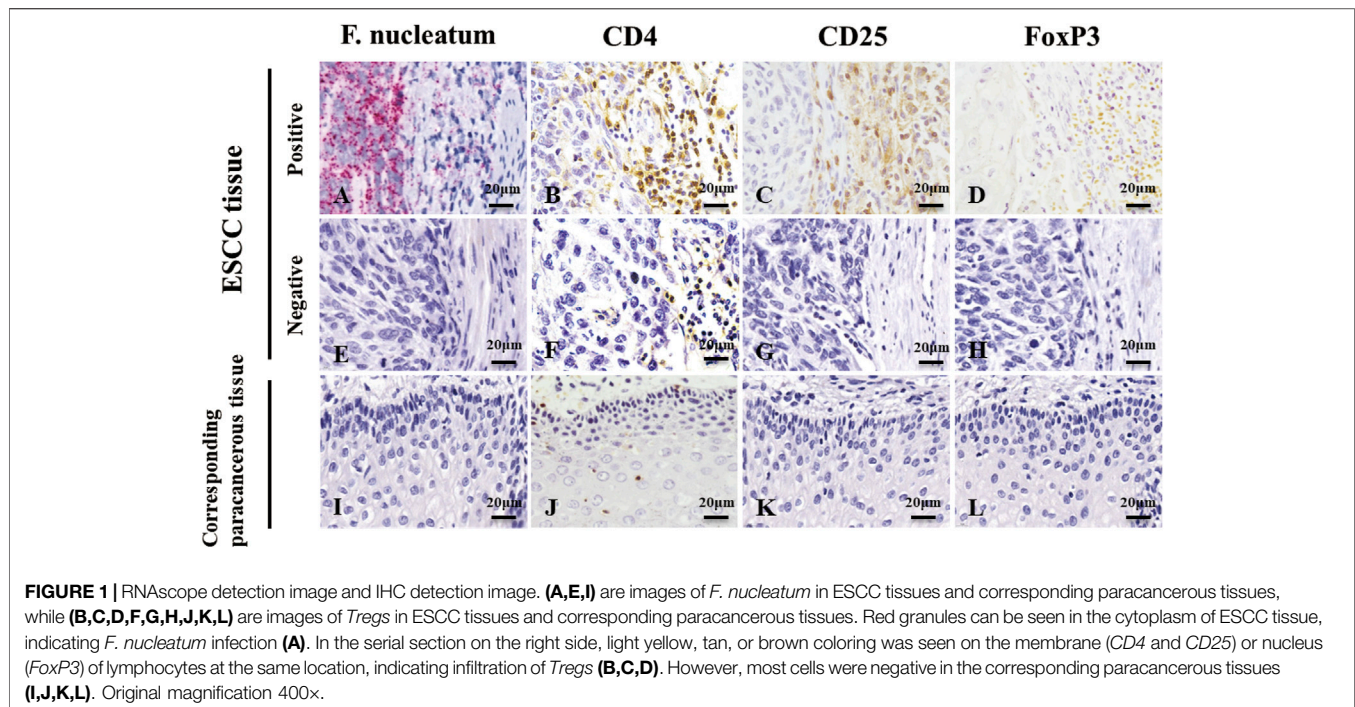 F. nucleatum CD4 CD25 FoxP3
ESCC tissue
Positive
A 20μm B 20μm C 20μm D 20μm
Negative
E 20μm F 20μm G 20μm H 20μm
Corresponding
paracancerous tissue
I 20μm J 20μm K 20μm L 20μm
FIGURE 1 | RNAscope detection image and IHC detection image. (A,E,I) are images of F. nucleatum in ESCC tissues and corresponding paracancerous tissues,
while (B,C,D,F,G,H,J,K,L) are images of Tregs in ESCC tissues and corresponding paracancerous tissues. Red granules can be seen in the cytoplasm of ESCC tissue,
indicating F. nucleatum infection (A). In the serial section on the right side, light yellow, tan, or brown coloring was seen on the membrane (CD4 and CD25) or nucleus
(FoxP3) of lymphocytes at the same location, indicating infiltration of Tregs (B,C,D). However, most cells were negative in the corresponding paracancerous tissues
(I,J,K,L). Original magnification 400×.